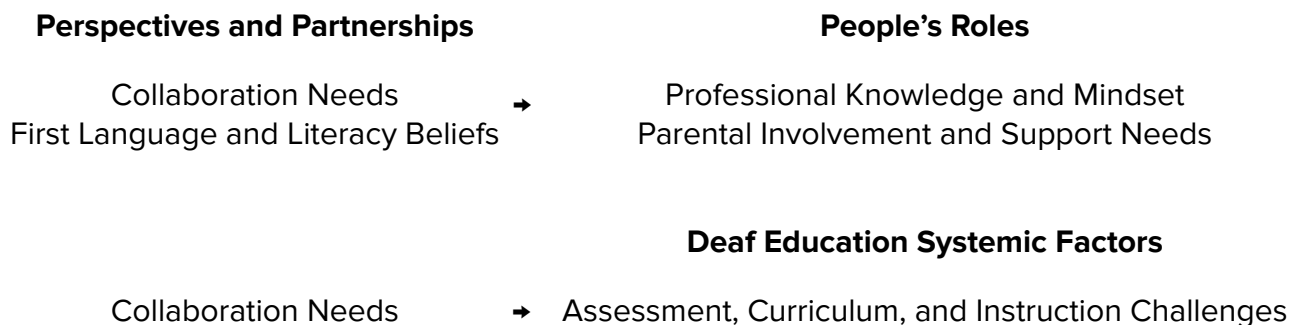 Perspectives and Partnerships
People’s Roles
Collaboration Needs
First Language and Literacy Beliefs
→
Professional Knowledge and Mindset
Parental Involvement and Support Needs
Deaf Education Systemic Factors
Collaboration Needs → Assessment, Curriculum, and Instruction Challenges